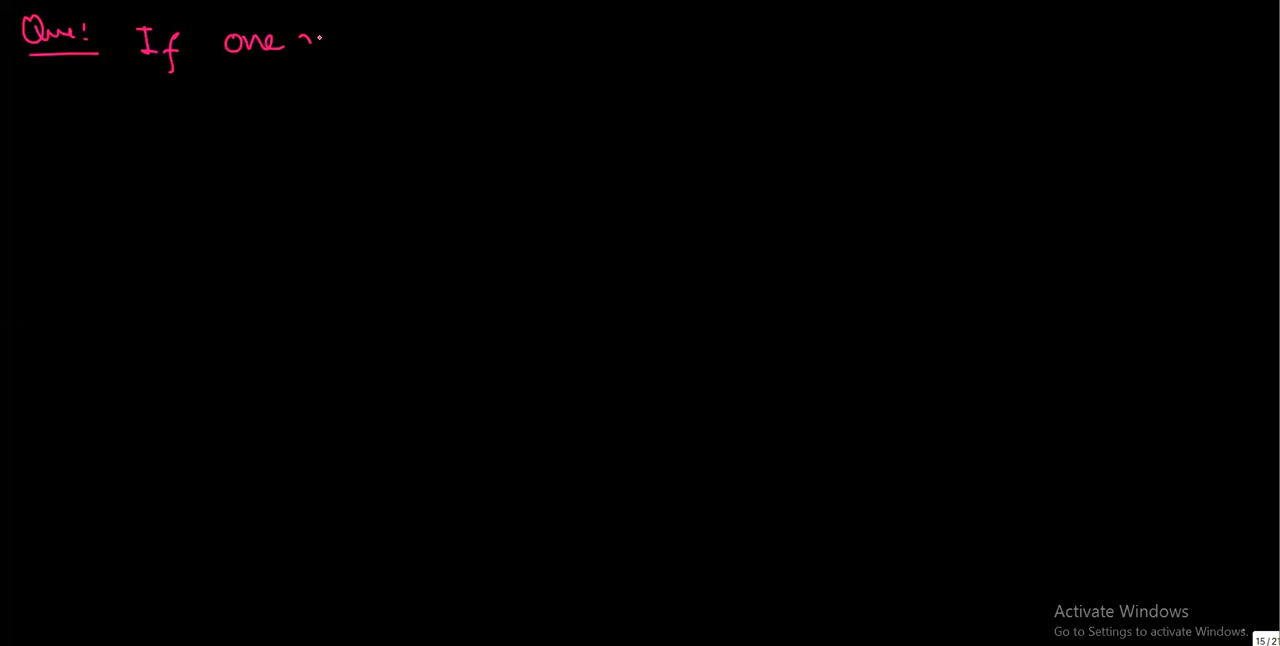 Que: If one
Activate Windows
Go to Settings to activate Windows.
15 / 21